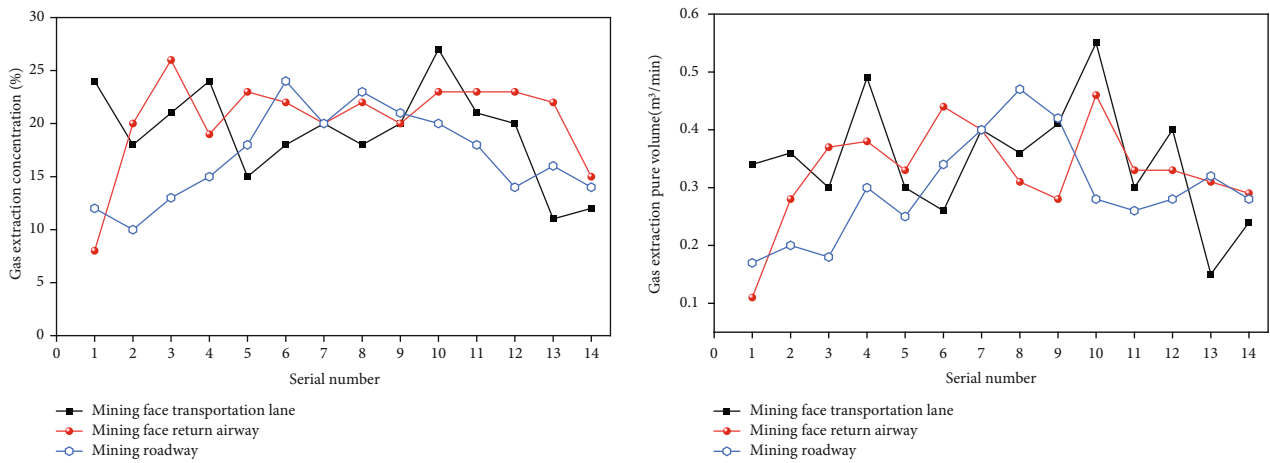 30
25
20
15
10
5
0
Gas extraction concentration (%)
0 1 2 3 4 5 6 7 8 9 10 11 12 13 14
Serial number
Mining face transportation lane
Mining face return airway
Mining roadway
0.6
0.5
0.4
0.3
0.2
0.1
Gas extraction pure volume(m³/min)
0 1 2 3 4 5 6 7 8 9 10 11 12 13 14
Serial number
Mining face transportation lane
Mining face return airway
Mining roadway